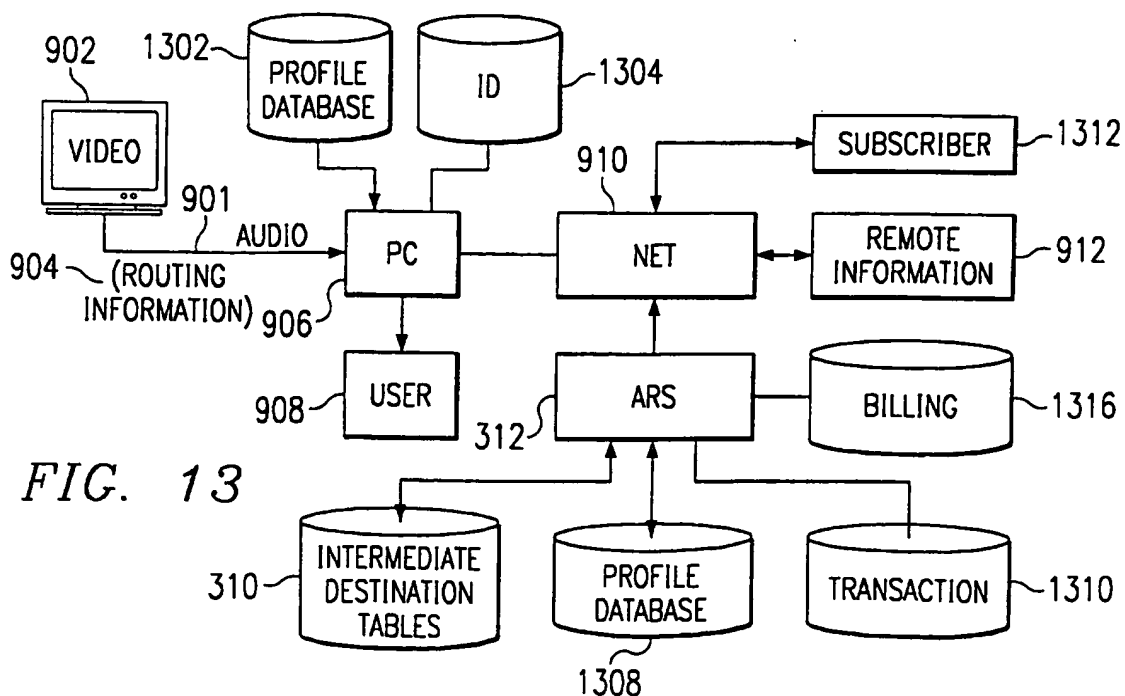 902
VIDEO
1302
PROFILE
DATABASE
ID
1304
910
SUBSCRIBER
1312
901
AUDIO
904
(ROUTING
INFORMATION)
PC
906
NET
REMOTE
INFORMATION
912
USER
908
ARS
312
BILLING
1316
FIG. 13
310
INTERMEDIATE
DESTINATION
TABLES
PROFILE
DATABASE
1308
TRANSACTION
1310